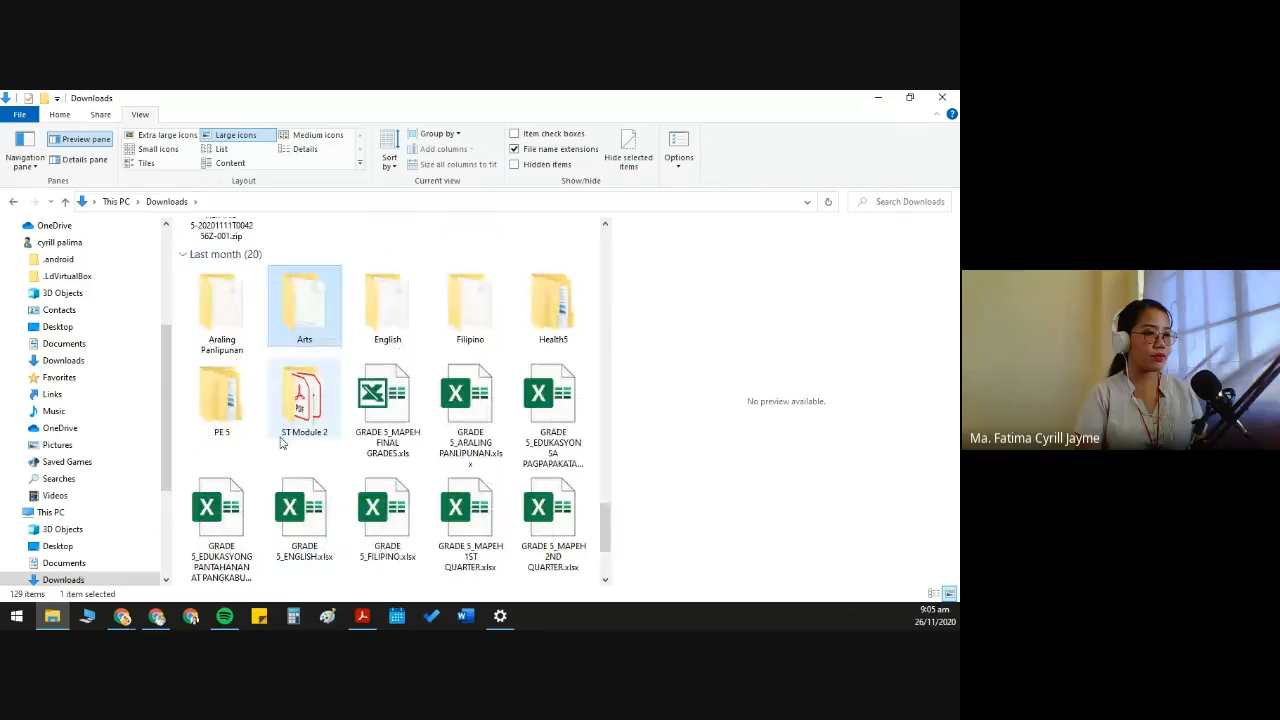 Downloads
File
Home
Share
View
Navigation pane
Preview pane
Details pane
Panes
Extra large icons
Large icons
Medium icons
Small icons
List
Details
Tiles
Content
Layout
Sort by
Group by
Add columns
Size all columns to fit
Current view
Item check boxes
File name extensions
Hidden items
Hide selected items
Show/hide
Options
This PC
Downloads
Search Downloads
OneDrive
cyrill palima
.android
.LdVirtualBox
3D Objects
Contacts
Desktop
Documents
Downloads
Favorites
Links
Music
OneDrive
Pictures
Saved Games
Searches
Videos
This PC
3D Objects
Desktop
Documents
Downloads
5-20201111T0042
56Z-001.zip
Last month (20)
Araling
Panlipunan
Arts
English
Filipino
Health5
PE 5
ST Module 2
GRADE 5_MAPEH
FINAL
GRADES.xls
GRADE
5_ARALING
PANLIPUNAN.xls
x
GRADE
5_EDUKASYON
SA
PAGPAPAKATA...
GRADE
5_EDUKASYONG
PANTAHANAN
AT PANGKABU...
GRADE
5_ENGLISH.xlsx
GRADE
5_FILIPINO.xlsx
GRADE 5_MAPEH
1ST
QUARTER.xlsx
GRADE 5_MAPEH
2ND
QUARTER.xlsx
No preview available.
129 items
1 item selected
9:05 am
26/11/2020
Ma. Fatima Cyrill Jayme